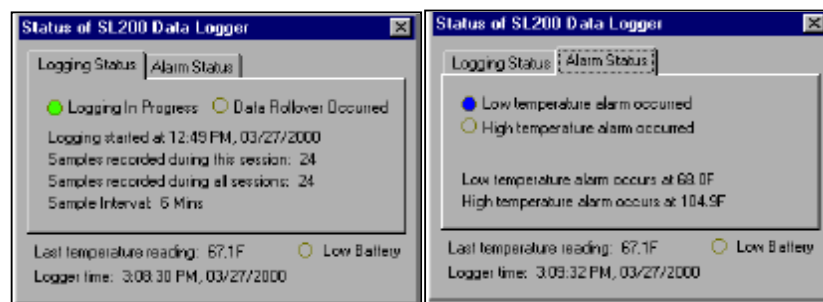 Status of SL200 Data Logger
Logging Status
Alarm Status
Logging In Progress
Data Rollover Occurred
Logging started at 12:49 PM, 03/27/2000
Samples recorded during this session: 24
Samples recorded during all sessions: 24
Sample Interval: 6 Mins
Last temperature reading: 67.1F
Low Battery
Logger time: 3:08:30 PM, 03/27/2000
Status of SL200 Data Logger
Logging Status
Alarm Status
Low temperature alarm occurred
High temperature alarm occurred
Low temperature alarm occurs at 68.0F
High temperature alarm occurs at 104.9F
Last temperature reading: 67.1F
Low Battery
Logger time: 3:09:32 PM, 03/27/2000